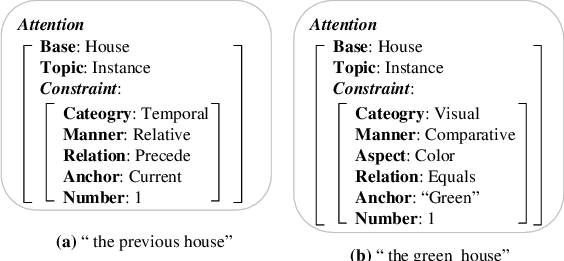 Attention
Base: House
Topic: Instance
Constraint:
Cateogry: Temporal
Manner: Relative
Relation: Precede
Anchor: Current
Number: 1
(a) “ the previous house”
Attention
Base: House
Topic: Instance
Constraint:
Cateogry: Visual
Manner: Comparative
Aspect: Color
Relation: Equals
Anchor: “Green”
Number: 1
(b) “ the green house”